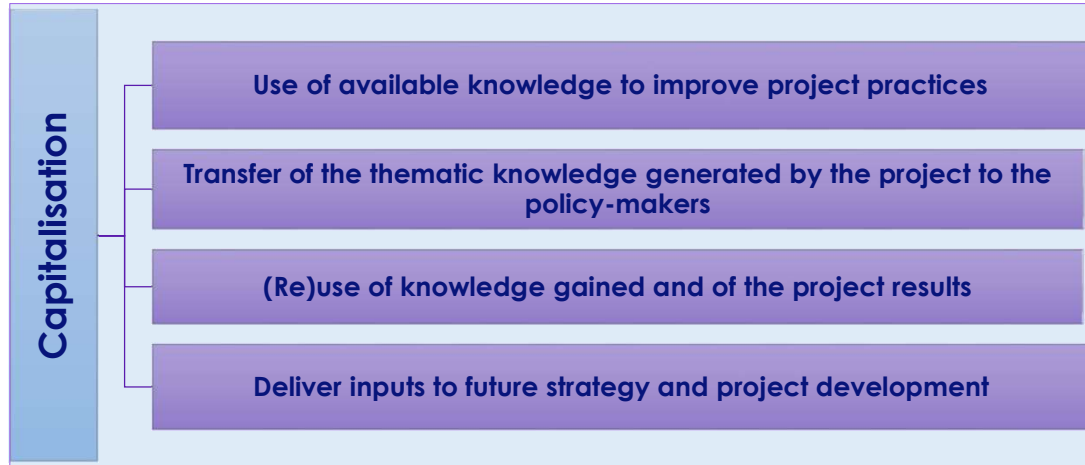 Capitalisation
Use of available knowledge to improve project practices
Transfer of the thematic knowledge generated by the project to the
policy-makers
(Re)use of knowledge gained and of the project results
Deliver inputs to future strategy and project development